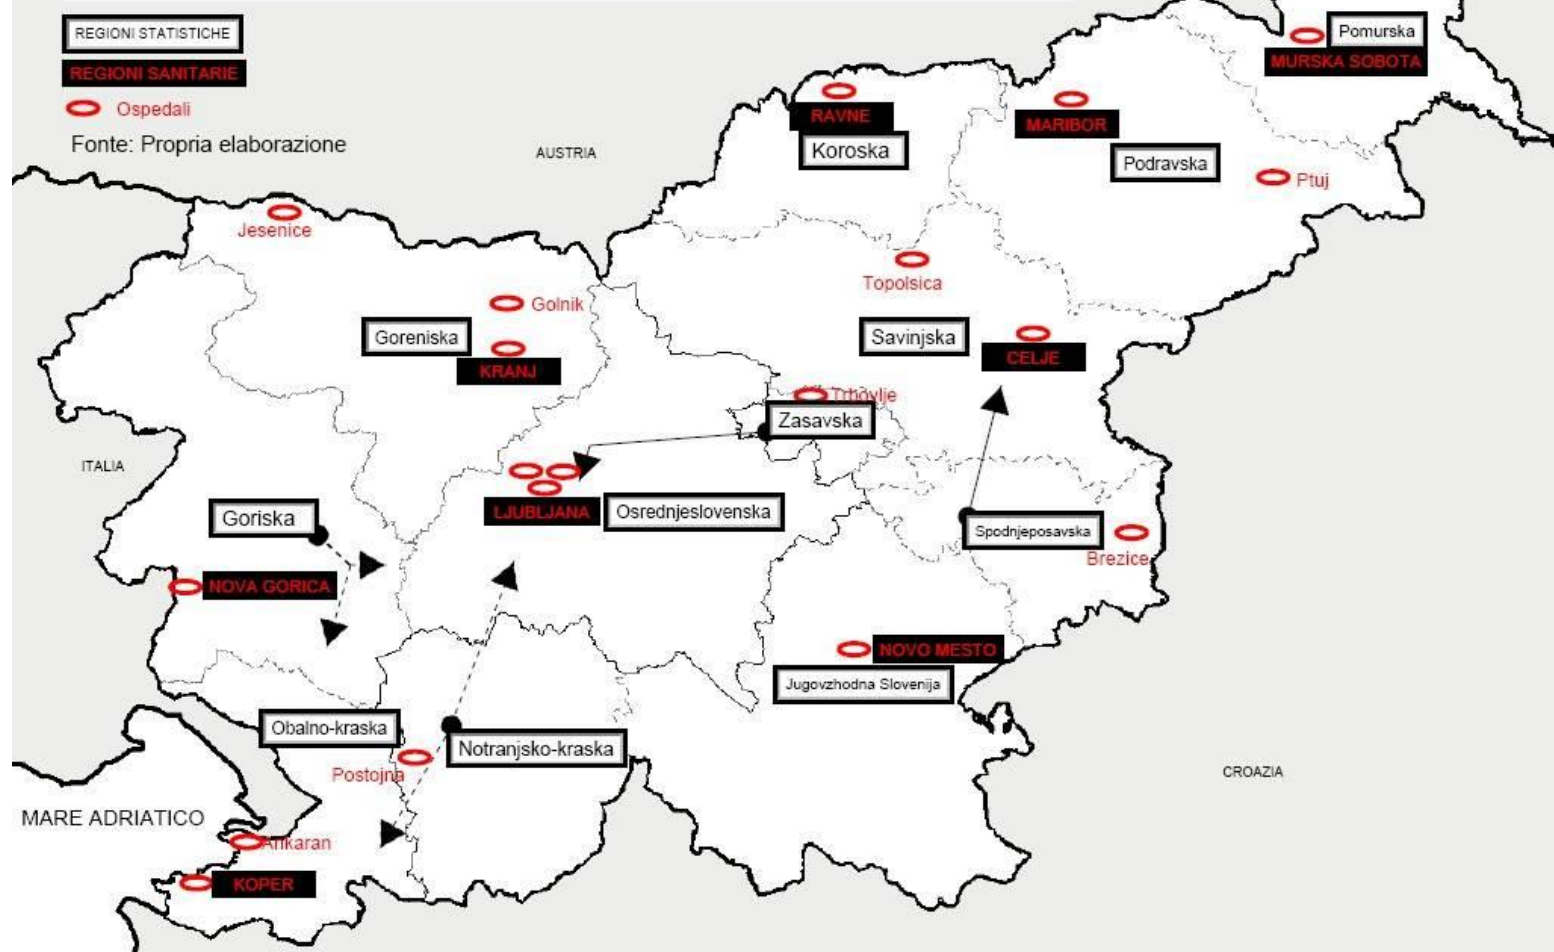 REGIONI STATISTICHE
REGIONI SANITARIE
Ospedali
Fonte: Propria elaborazione
AUSTRIA
Pomurska
MURSKA SOBOTA
RAVNE
Koroska
MARIBOR
Podravska
Ptuj
Jesenice
Golnik
Goreniska
KRANJ
Topolsica
Savinjska
CELJE
Trbovlje
Zasavska
ITALIA
Goriska
LJUBLJANA
Osrednjeslovenska
Spodnjeposavska
Brezice
NOVA GORICA
NOVO MESTO
Jugovzhodna Slovenija
Obalno-kraska
Notranjsko-kraska
Postojna
CROAZIA
MARE ADRIATICO
Ankaran
KOPER